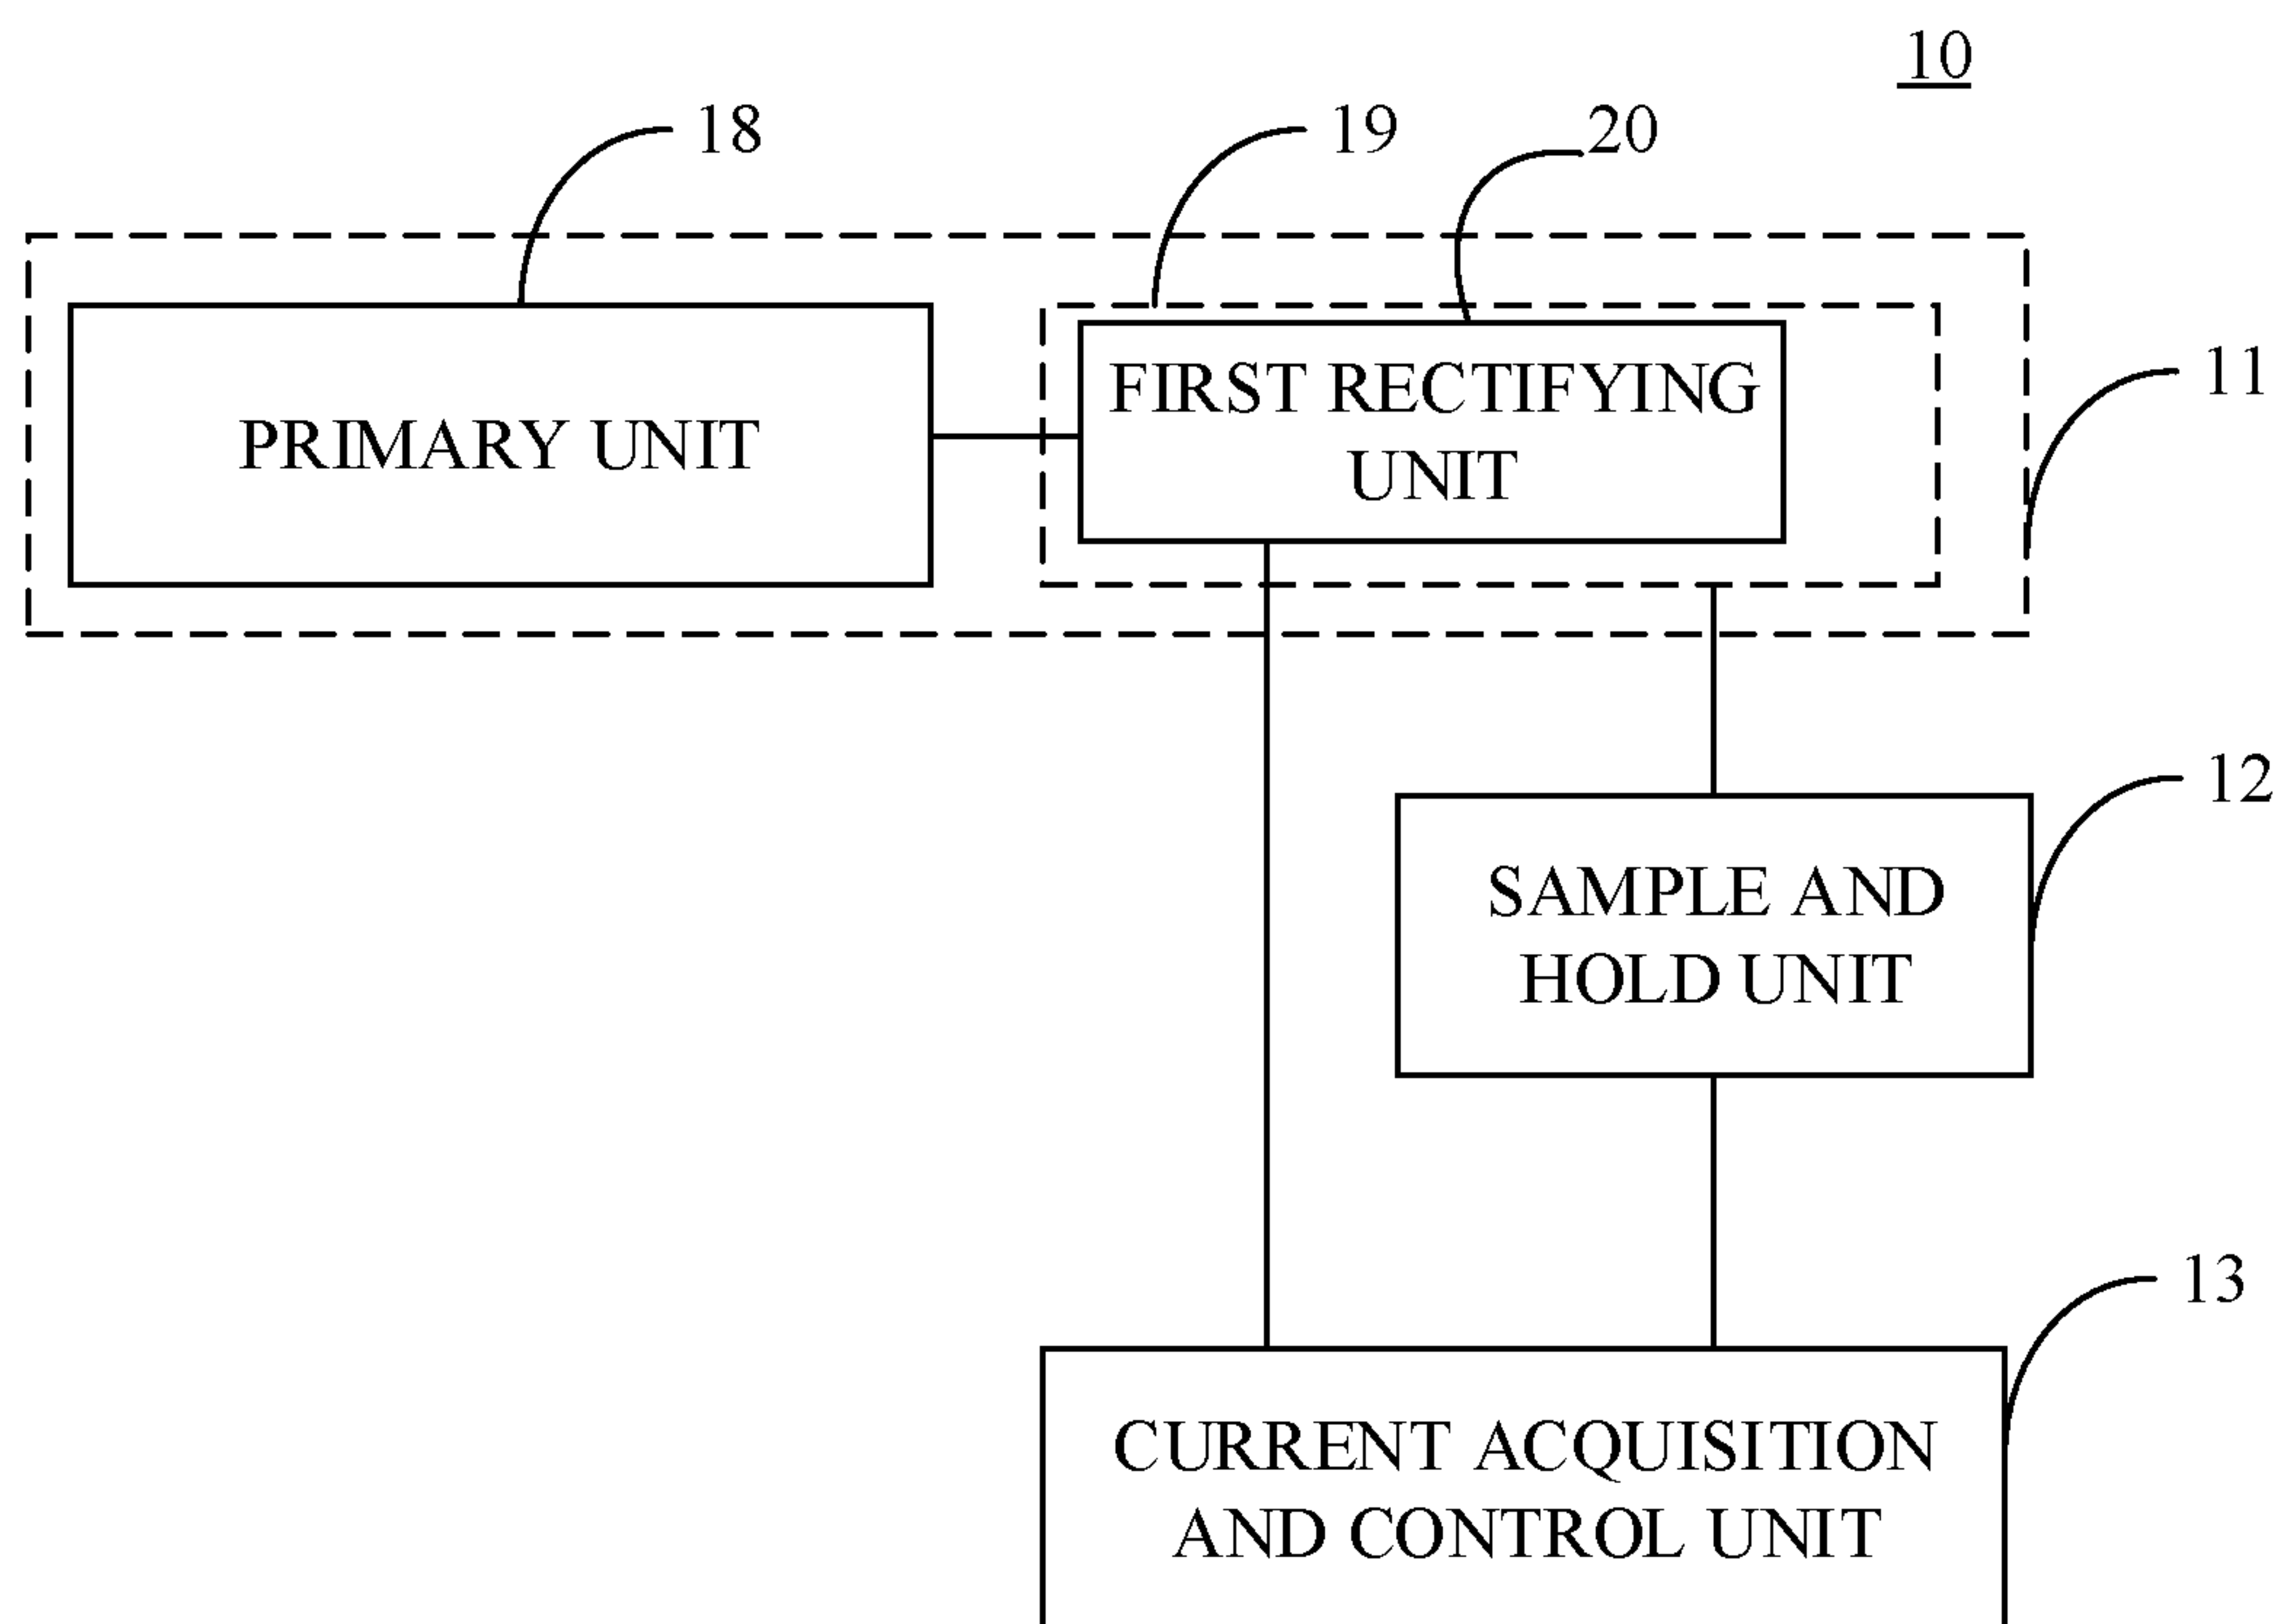 10
18
19
20
FIRST RECTIFYING
UNIT
PRIMARY UNIT
11
12
SAMPLE AND
HOLD UNIT
13
CURRENT ACQUISITION
AND CONTROL UNIT